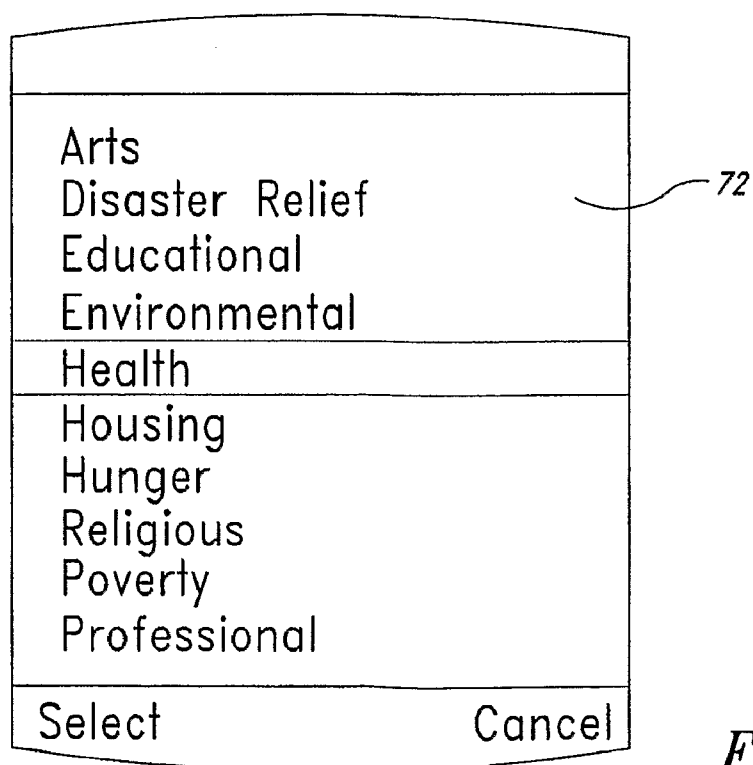 Arts
Disaster Relief
72
Educational
Environmental
Health
Housing
Hunger
Religious
Poverty
Professional
Select Cancel
F